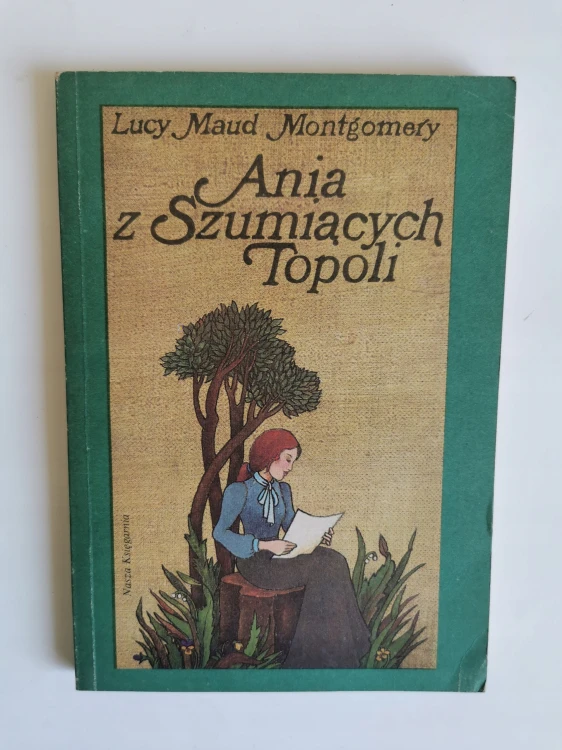 Lucy Maud Montgomery
Ania
z Szumiących
Topoli
Nasza Księgarnia